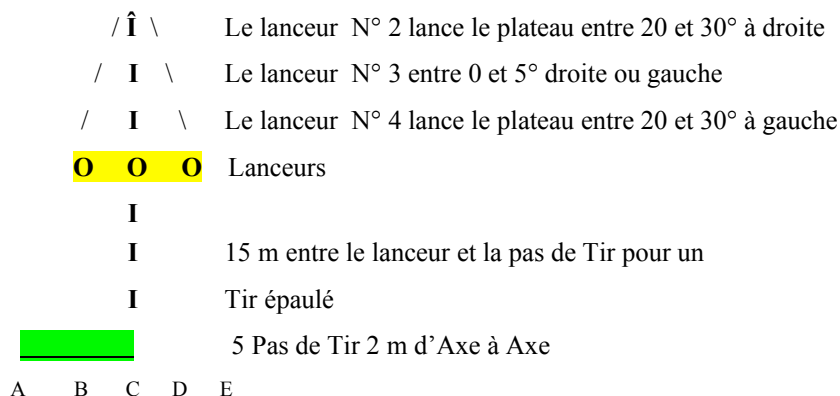 / Î \ Le lanceur N° 2 lance le plateau entre 20 et 30° à droite
/ I \ Le lanceur N° 3 entre 0 et 5° droite ou gauche
/ I \ Le lanceur N° 4 lance le plateau entre 20 et 30° à gauche
O O O Lanceurs
I
I 15 m entre le lanceur et la pas de Tir pour un
I Tir épaulé
5 Pas de Tir 2 m d’Axe à Axe
A B C D E